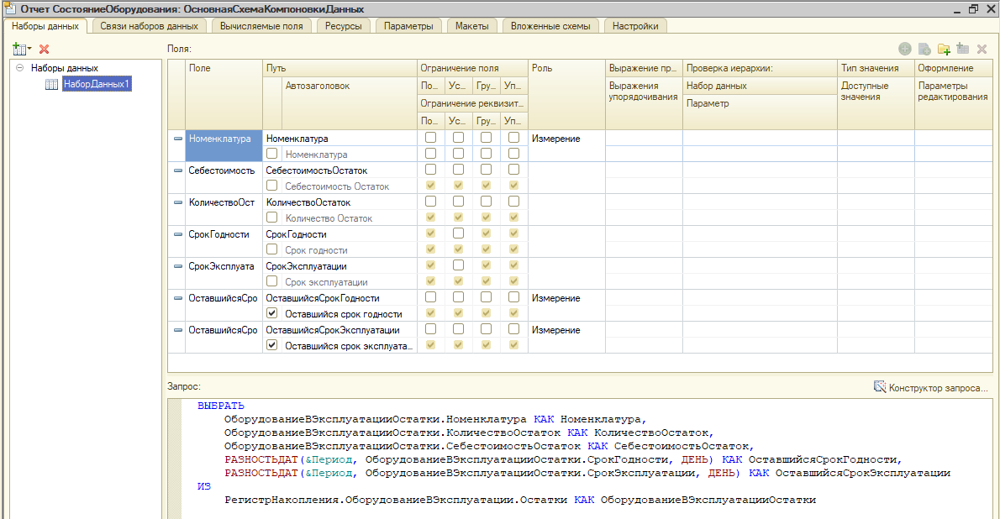 Отчет СостояниеОборудования: ОсновнаяСхемаКомпоновкиДанных
Наборы данных Связи наборов данных Вычисляемые поля Ресурсы Параметры Макеты Вложенные схемы Настройки
Поля:
Наборы данных
НаборДанных1
Поле Путь Ограничение поля Роль Выражение пр... Проверка иерархии: Тип значения Оформление
Автозаголовок По... Ус... Гру... Уп... Выражения упорядочивания Набор данных Доступные значения Параметры редактирования
Ограничение реквизит... Параметр
По... Ус... Гру... Уп...
Номенклатура Номенклатура Измерение
Номенклатура
Себестоимость СебестоимостьОстаток
Себестоимость Остаток
КоличествоОст КоличествоОстаток
Количество Остаток
СрокГодности СрокГодности
Срок годности
СрокЭксплуата СрокЭксплуатации
Срок эксплуатации
ОставшийсяСро ОставшийсяСрокГодности Измерение
Оставшийся срок годности
ОставшийсяСро ОставшийсяСрокЭксплуатации Измерение
Оставшийся срок эксплуата...
Запрос:
Конструктор запроса...
ВЫБРАТЬ
ОборудованиеВЭксплуатацииОстатки.Номенклатура КАК Номенклатура,
ОборудованиеВЭксплуатацииОстатки.КоличествоОстаток КАК КоличествоОстаток,
ОборудованиеВЭксплуатацииОстатки.СебестоимостьОстаток КАК СебестоимостьОстаток,
РАЗНОСТЬДАТ(&Период, ОборудованиеВЭксплуатацииОстатки.СрокГодности, ДЕНЬ) КАК ОставшийсяСрокГодности,
РАЗНОСТЬДАТ(&Период, ОборудованиеВЭксплуатацииОстатки.СрокЭксплуатации, ДЕНЬ) КАК ОставшийсяСрокЭксплуатации
ИЗ
РегистрНакопления.ОборудованиеВЭксплуатации.Остатки КАК ОборудованиеВЭксплуатацииОстатки